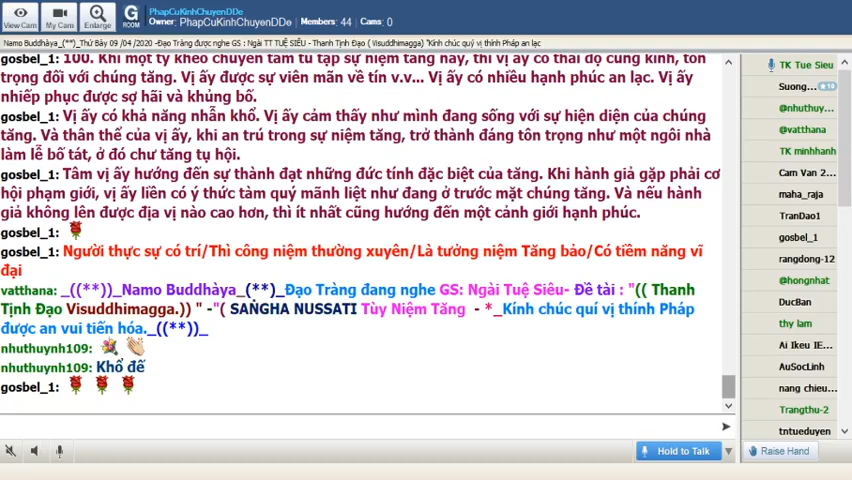 PhapCuKinhChuyenDDe
Owner: PhapCuKinhChuyenDDe Members: 44 Cams: 0
View Cam
My Cam
Enlarge
G
ROOM
Namo Buddhàya_(**)_Thứ Bảy 09 /04 /2020 -Đạo Tràng được nghe GS : Ngài TT TUỆ SIÊU - Thanh Tịnh Đạo ( Visuddhimagga) "Kính chúc quý vị thính Pháp an lạc
gosbel_1: 100. Khi một tỷ kheo chuyên tâm tu tập sự niệm tăng này, thì vị ấy có thái độ cung kính, tôn
trọng đối với chúng tăng. Vị ấy được sự viên mãn về tín v.v... Vị ấy có nhiều hạnh phúc an lạc. Vị ấy
nhiếp phục được sợ hãi và khủng bố.
gosbel_1: Vị ấy có khả năng nhẫn khổ. Vị ấy cảm thấy như mình đang sống với sự hiện diện của chúng
tăng. Và thân thể của vị ấy, khi an trú trong sự niệm tăng, trở thành đáng tôn trọng như một ngôi nhà
làm lễ bố tát, ở đó chư tăng tụ hội.
gosbel_1: Tâm vị ấy hướng đến sự thành đạt những đức tính đặc biệt của tăng. Khi hành giả gặp phải cơ
hội phạm giới, vị ấy liền có ý thức tàm quý mãnh liệt như đang ở trước mặt chúng tăng. Và nếu hành
giả không lên được địa vị nào cao hơn, thì ít nhất cũng hướng đến một cảnh giới hạnh phúc.
gosbel_1:
gosbel_1: Người thực sự có trí/Thì công niệm thường xuyên/Là tưởng niệm Tăng bảo/Có tiềm năng vĩ
đại
vatthana: _((**))_Namo Buddhàya_(**)_Đạo Tràng đang nghe GS: Ngài Tuệ Siêu- Đề tài : "(( Thanh
Tịnh Đạo Visuddhimagga.)) " -"( SAṄGHA NUSSATI Tùy Niệm Tăng - *_Kính chúc quí vị thính Pháp
được an vui tiến hóa._((**))_
nhuthuynh109:
nhuthuynh109: Khổ đế
gosbel_1:
Hold to Talk
Raise Hand
TK Tue Sieu
Suong... 10
@nhuthuy...
@vatthana
TK minhhanh
Cam Van 2...
maha_raja
TranDao1
gosbel_1
rangdong-12
@hongnhat
DucBan
thy lam
Ai Ikeu IE...
AuSocLinh
nang chieu...
Trangthu-2
tntueduyen